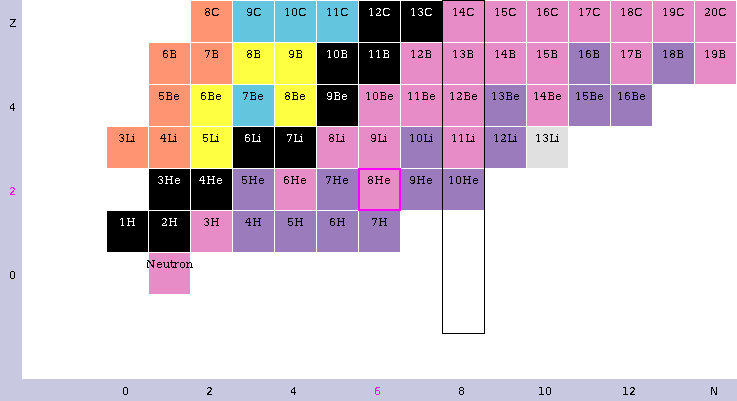 Z 8C 9C 10C 11C 12C 13C 14C 15C 16C 17C 18C 19C 20C
6B 7B 8B 9B 10B 11B 12B 13B 14B 15B 16B 17B 18B 19B
4 5Be 6Be 7Be 8Be 9Be 10Be 11Be 12Be 13Be 14Be 15Be 16Be
3Li 4Li 5Li 6Li 7Li 8Li 9Li 10Li 11Li 12Li 13Li
2 3He 4He 5He 6He 7He 8He 9He 10He
1H 2H 3H 4H 5H 6H 7H
0 Neutron
0 2 4 6 8 10 12 N